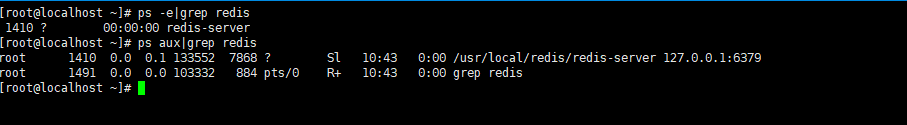 [root@localhost ~]# ps -e|grep redis
 1410 ?        00:00:00 redis-server
[root@localhost ~]# ps aux|grep redis
root      1410  0.0  0.1 133552  7868 ?        Sl   10:43   0:00 /usr/local/redis/redis-server 127.0.0.1:6379
root      1491  0.0  0.0 103332   884 pts/0    R+   10:43   0:00 grep redis
[root@localhost ~]#